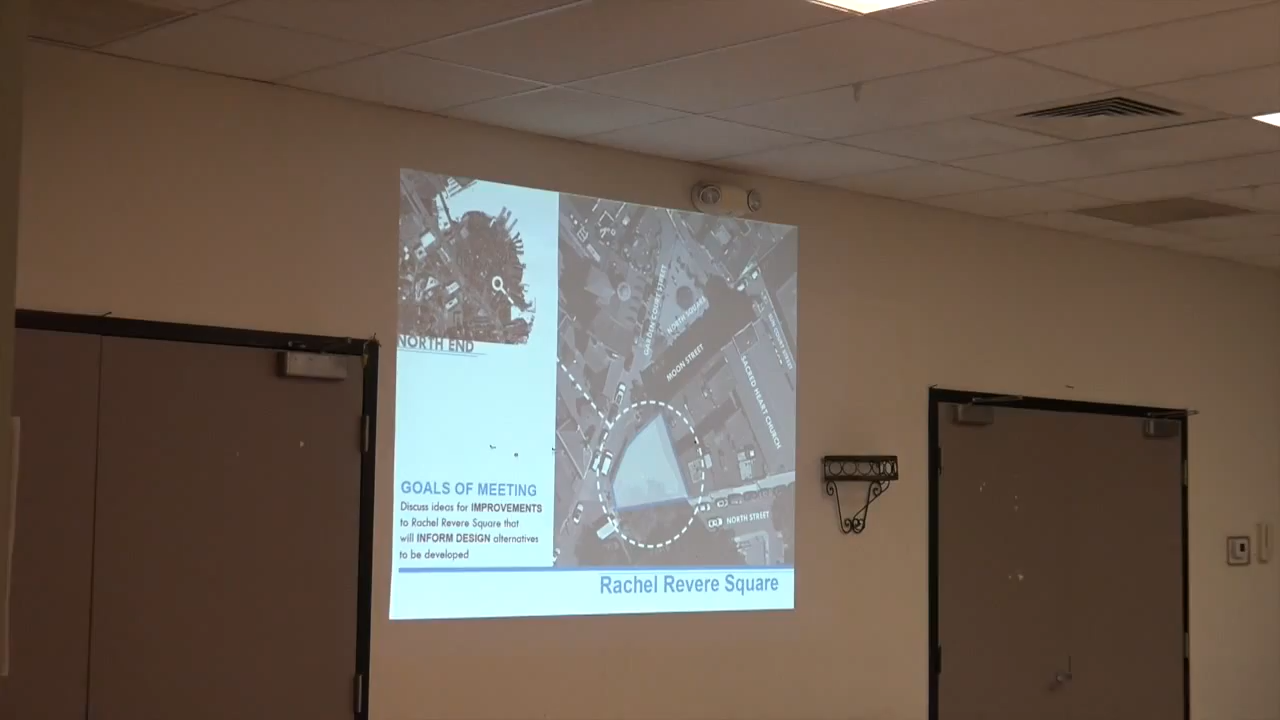 NORTH END
GOALS OF MEETING
Discuss ideas for IMPROVEMENTS
to Rachel Revere Square that
will INFORM DESIGN alternatives
to be developed
GARDEN COURT STREET
NORTH SQUARE
MOON STREET
SACRED HEART CHURCH
NORTH STREET
Rachel Revere Square